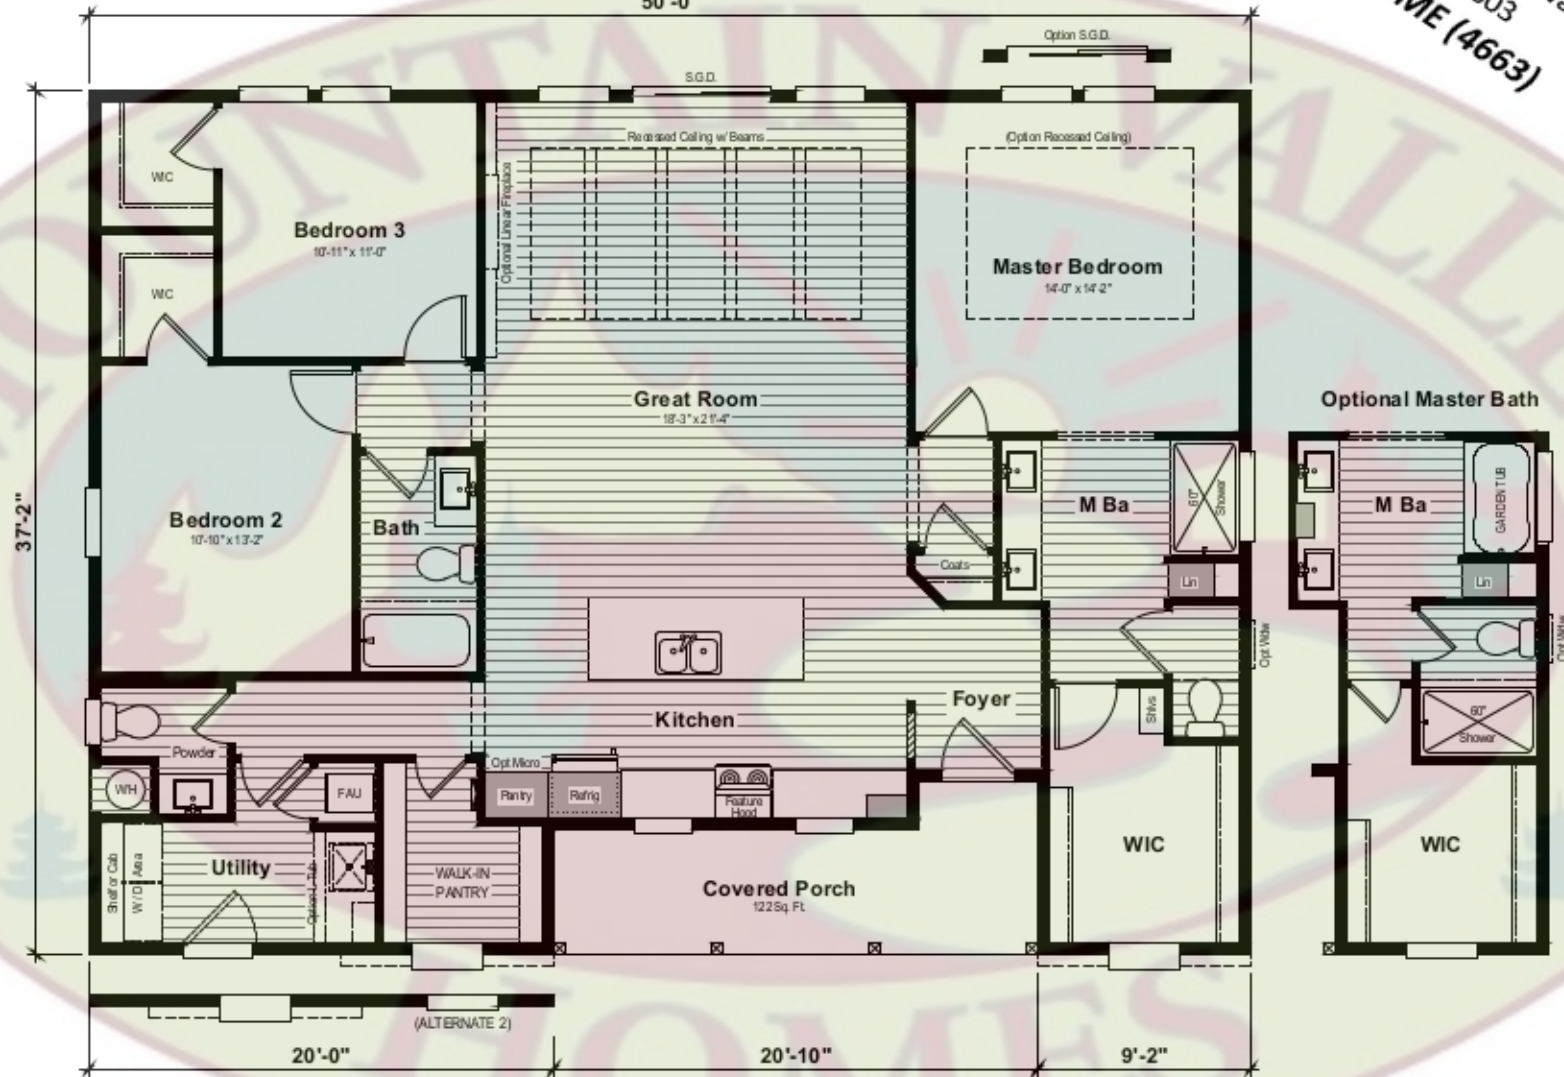 50'-0"
03
ME (4663)
Option S.G.D.
S.G.D.
Recessed Ceiling w/ Beams
(Option Recessed Ceiling)
WIC
Optional Linear Fireplace
Bedroom 3
10'-11" x 11'-0"
Master Bedroom
14'-0" x 14'-2"
WIC
Great Room
18'-3" x 21'-4"
Optional Master Bath
37'-2"
Bedroom 2
10'-10" x 13'-2"
Bath
M Ba
60"
Shower
M Ba
GARDEN TUB
Coats
Lin
Lin
Opt Wdw
Opt Wdw
Foyer
Kitchen
Shlvs
60"
Shower
Powder
Opt Micro
WH
FAU
Pantry
Refrig
Feature
Hood
WIC
WIC
Utility
Shelf or Cab
W / D Area
Option L. Tub
WALK-IN
PANTRY
Covered Porch
122 Sq. Ft.
(ALTERNATE 2)
20'-0"
20'-10"
9'-2"
MOUNTAIN VALLEY
HOMES